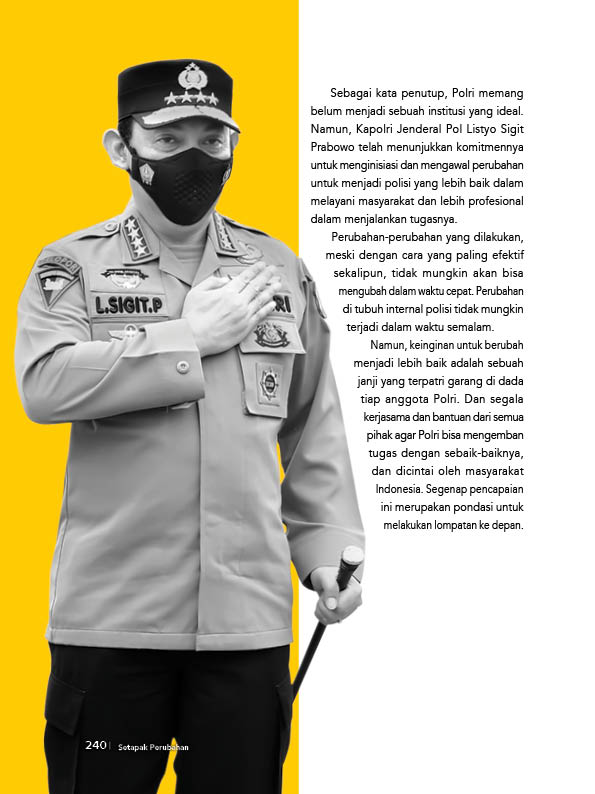 Sebagai kata penutup, Polri memang
belum menjadi sebuah institusi yang ideal.
Namun, Kapolri Jenderal Pol Listyo Sigit
Prabowo telah menunjukkan komitmennya
untuk menginisiasi dan mengawal perubahan
untuk menjadi polisi yang lebih baik dalam
melayani masyarakat dan lebih profesional
dalam menjalankan tugasnya.
Perubahan-perubahan yang dilakukan,
meski dengan cara yang paling efektif
sekalipun, tidak mungkin akan bisa
mengubah dalam waktu cepat. Perubahan
di tubuh internal polisi tidak mungkin
terjadi dalam waktu semalam.
Namun, keinginan untuk berubah
menjadi lebih baik adalah sebuah
janji yang terpatri garang di dada
tiap anggota Polri. Dan segala
kerjasama dan bantuan dari semua
pihak agar Polri bisa mengemban
tugas dengan sebaik-baiknya,
dan dicintai oleh masyarakat
Indonesia. Segenap pencapaian
ini merupakan pondasi untuk
melakukan lompatan ke depan.
L.SIGIT.P
RI
240 | Setapak Perubahan